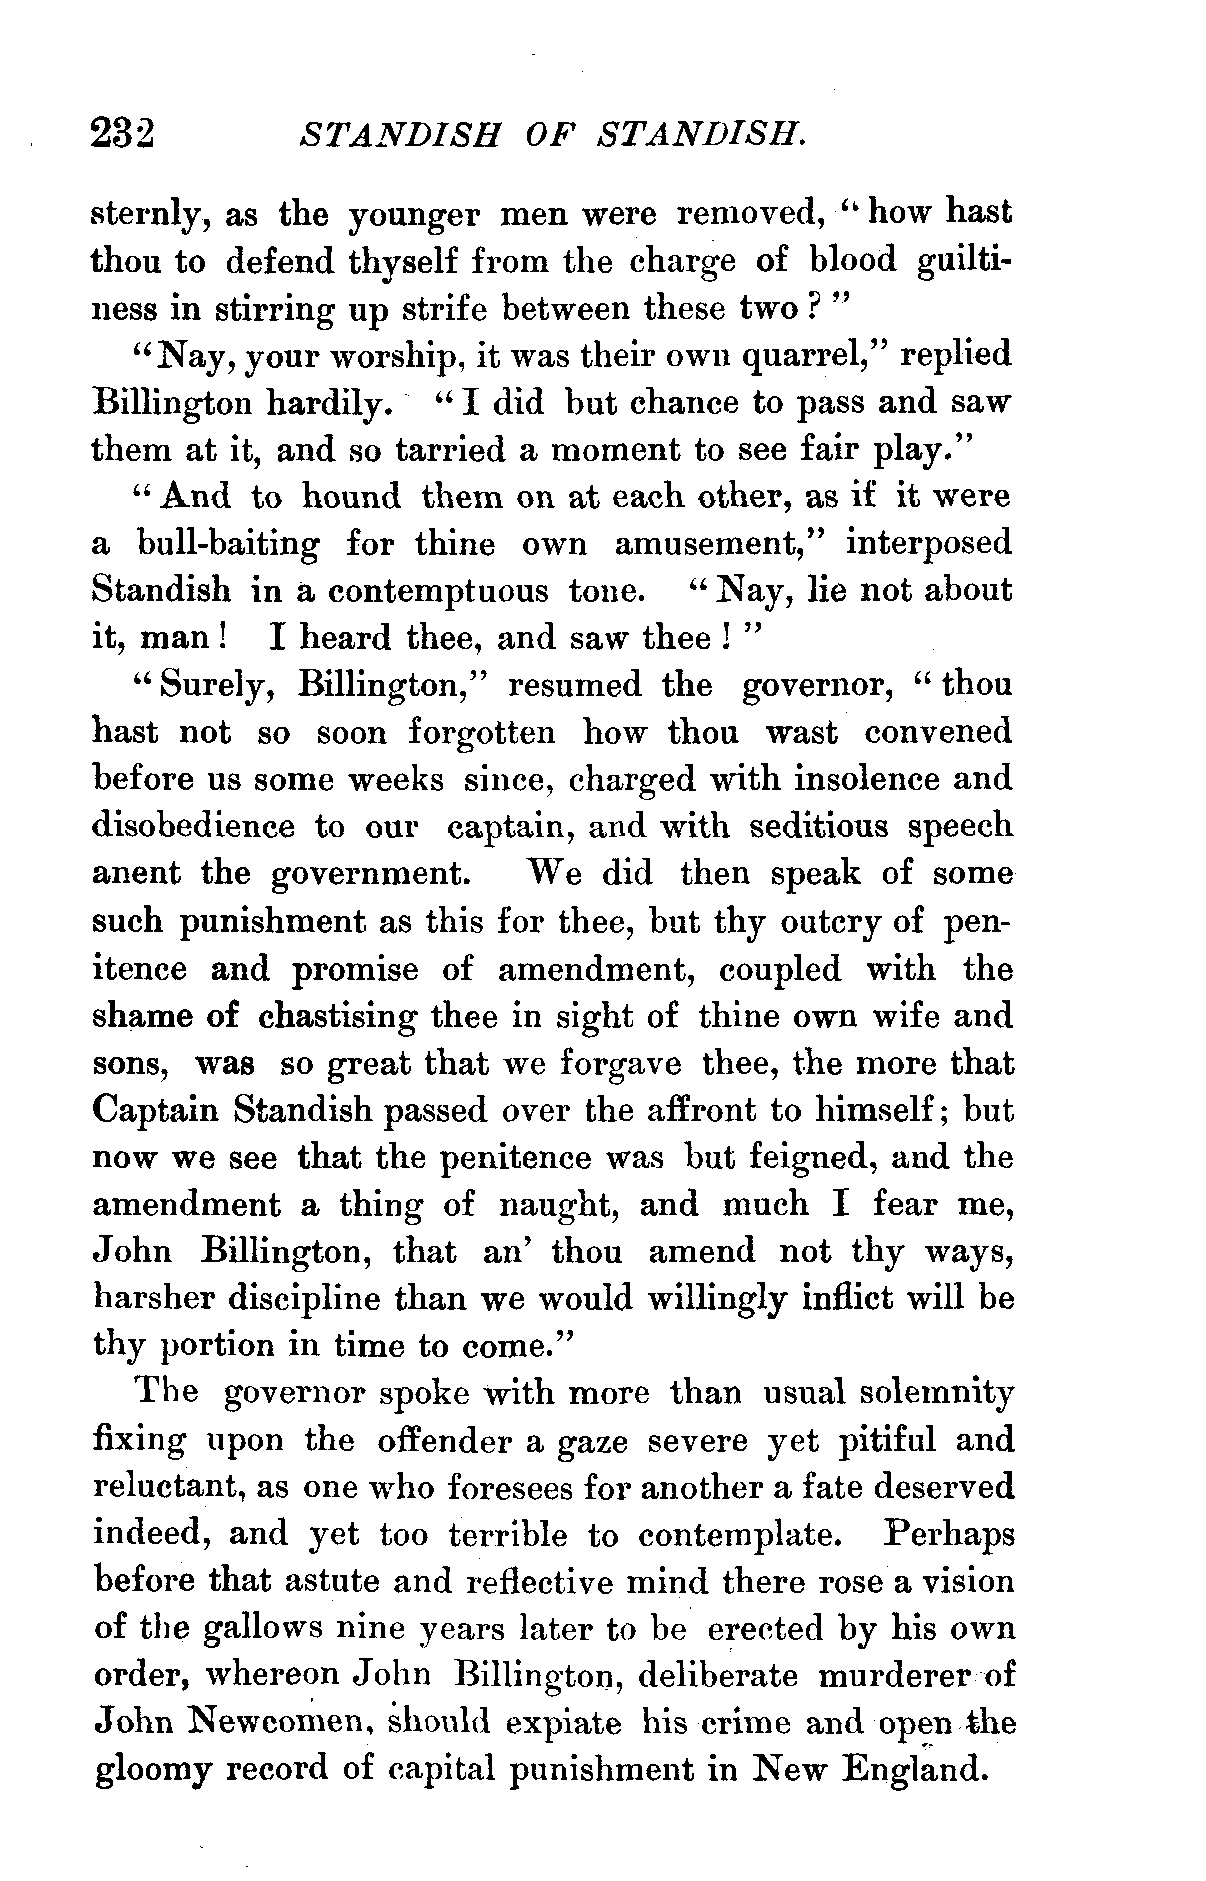 232 STANDISH OF STANDISH.
sternly, as the younger men were removed, "how hast
thou to defend thyself from the charge of blood guilti-
ness in stirring up strife between these two?"
"Nay, your worship, it was their own quarrel," replied
Billington hardily. "I did but chance to pass and saw
them at it, and so tarried a moment to see fair play."
"And to hound them on at each other, as if it were
a bull-baiting for thine own amusement," interposed
Standish in a contemptuous tone. "Nay, lie not about
it, man! I heard thee, and saw thee!"
"Surely, Billington," resumed the governor, "thou
hast not so soon forgotten how thou wast convened
before us some weeks since, charged with insolence and
disobedience to our captain, and with seditious speech
anent the government. We did then speak of some
such punishment as this for thee, but thy outcry of pen-
itence and promise of amendment, coupled with the
shame of chastising thee in sight of thine own wife and
sons, was so great that we forgave thee, the more that
Captain Standish passed over the affront to himself; but
now we see that the penitence was but feigned, and the
amendment a thing of naught, and much I fear me,
John Billington, that an' thou amend not thy ways,
harsher discipline than we would willingly inflict will be
thy portion in time to come."
The governor spoke with more than usual solemnity
fixing upon the offender a gaze severe yet pitiful and
reluctant, as one who foresees for another a fate deserved
indeed, and yet too terrible to contemplate. Perhaps
before that astute and reflective mind there rose a vision
of the gallows nine years later to be erected by his own
order, whereon John Billington, deliberate murderer of
John Newcomen, should expiate his crime and open the
gloomy record of capital punishment in New England.